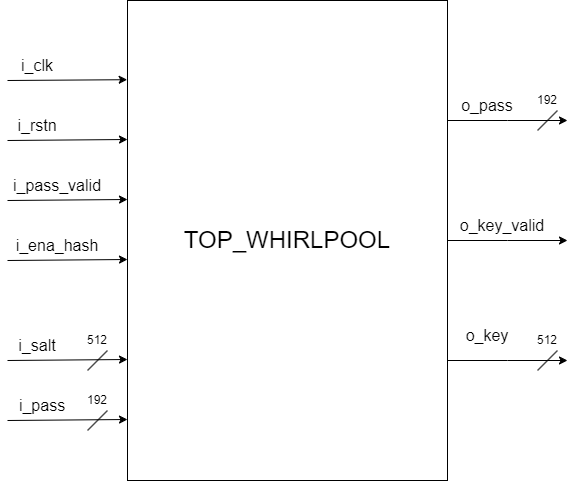 i_clk
i_rstn
i_pass_valid
i_ena_hash
i_salt
512
i_pass
192
TOP_WHIRLPOOL
o_pass
192
o_key_valid
o_key
512